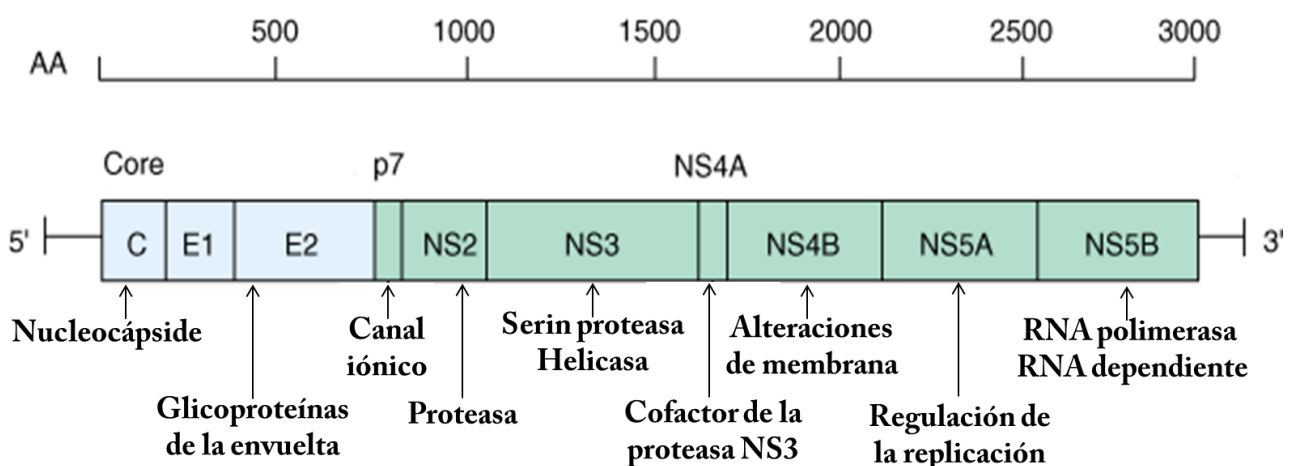 500 1000 1500 2000 2500 3000
AA
Core p7 NS4A
5' C E1 E2 NS2 NS3 NS4B NS5A NS5B 3'
Nucleocápside
Canal
iónico
Serin proteasa
Helicasa
Alteraciones
de membrana
RNA polimerasa
RNA dependiente
Glicoproteínas
de la envuelta
Proteasa
Cofactor de la
proteasa NS3
Regulación de
la replicación